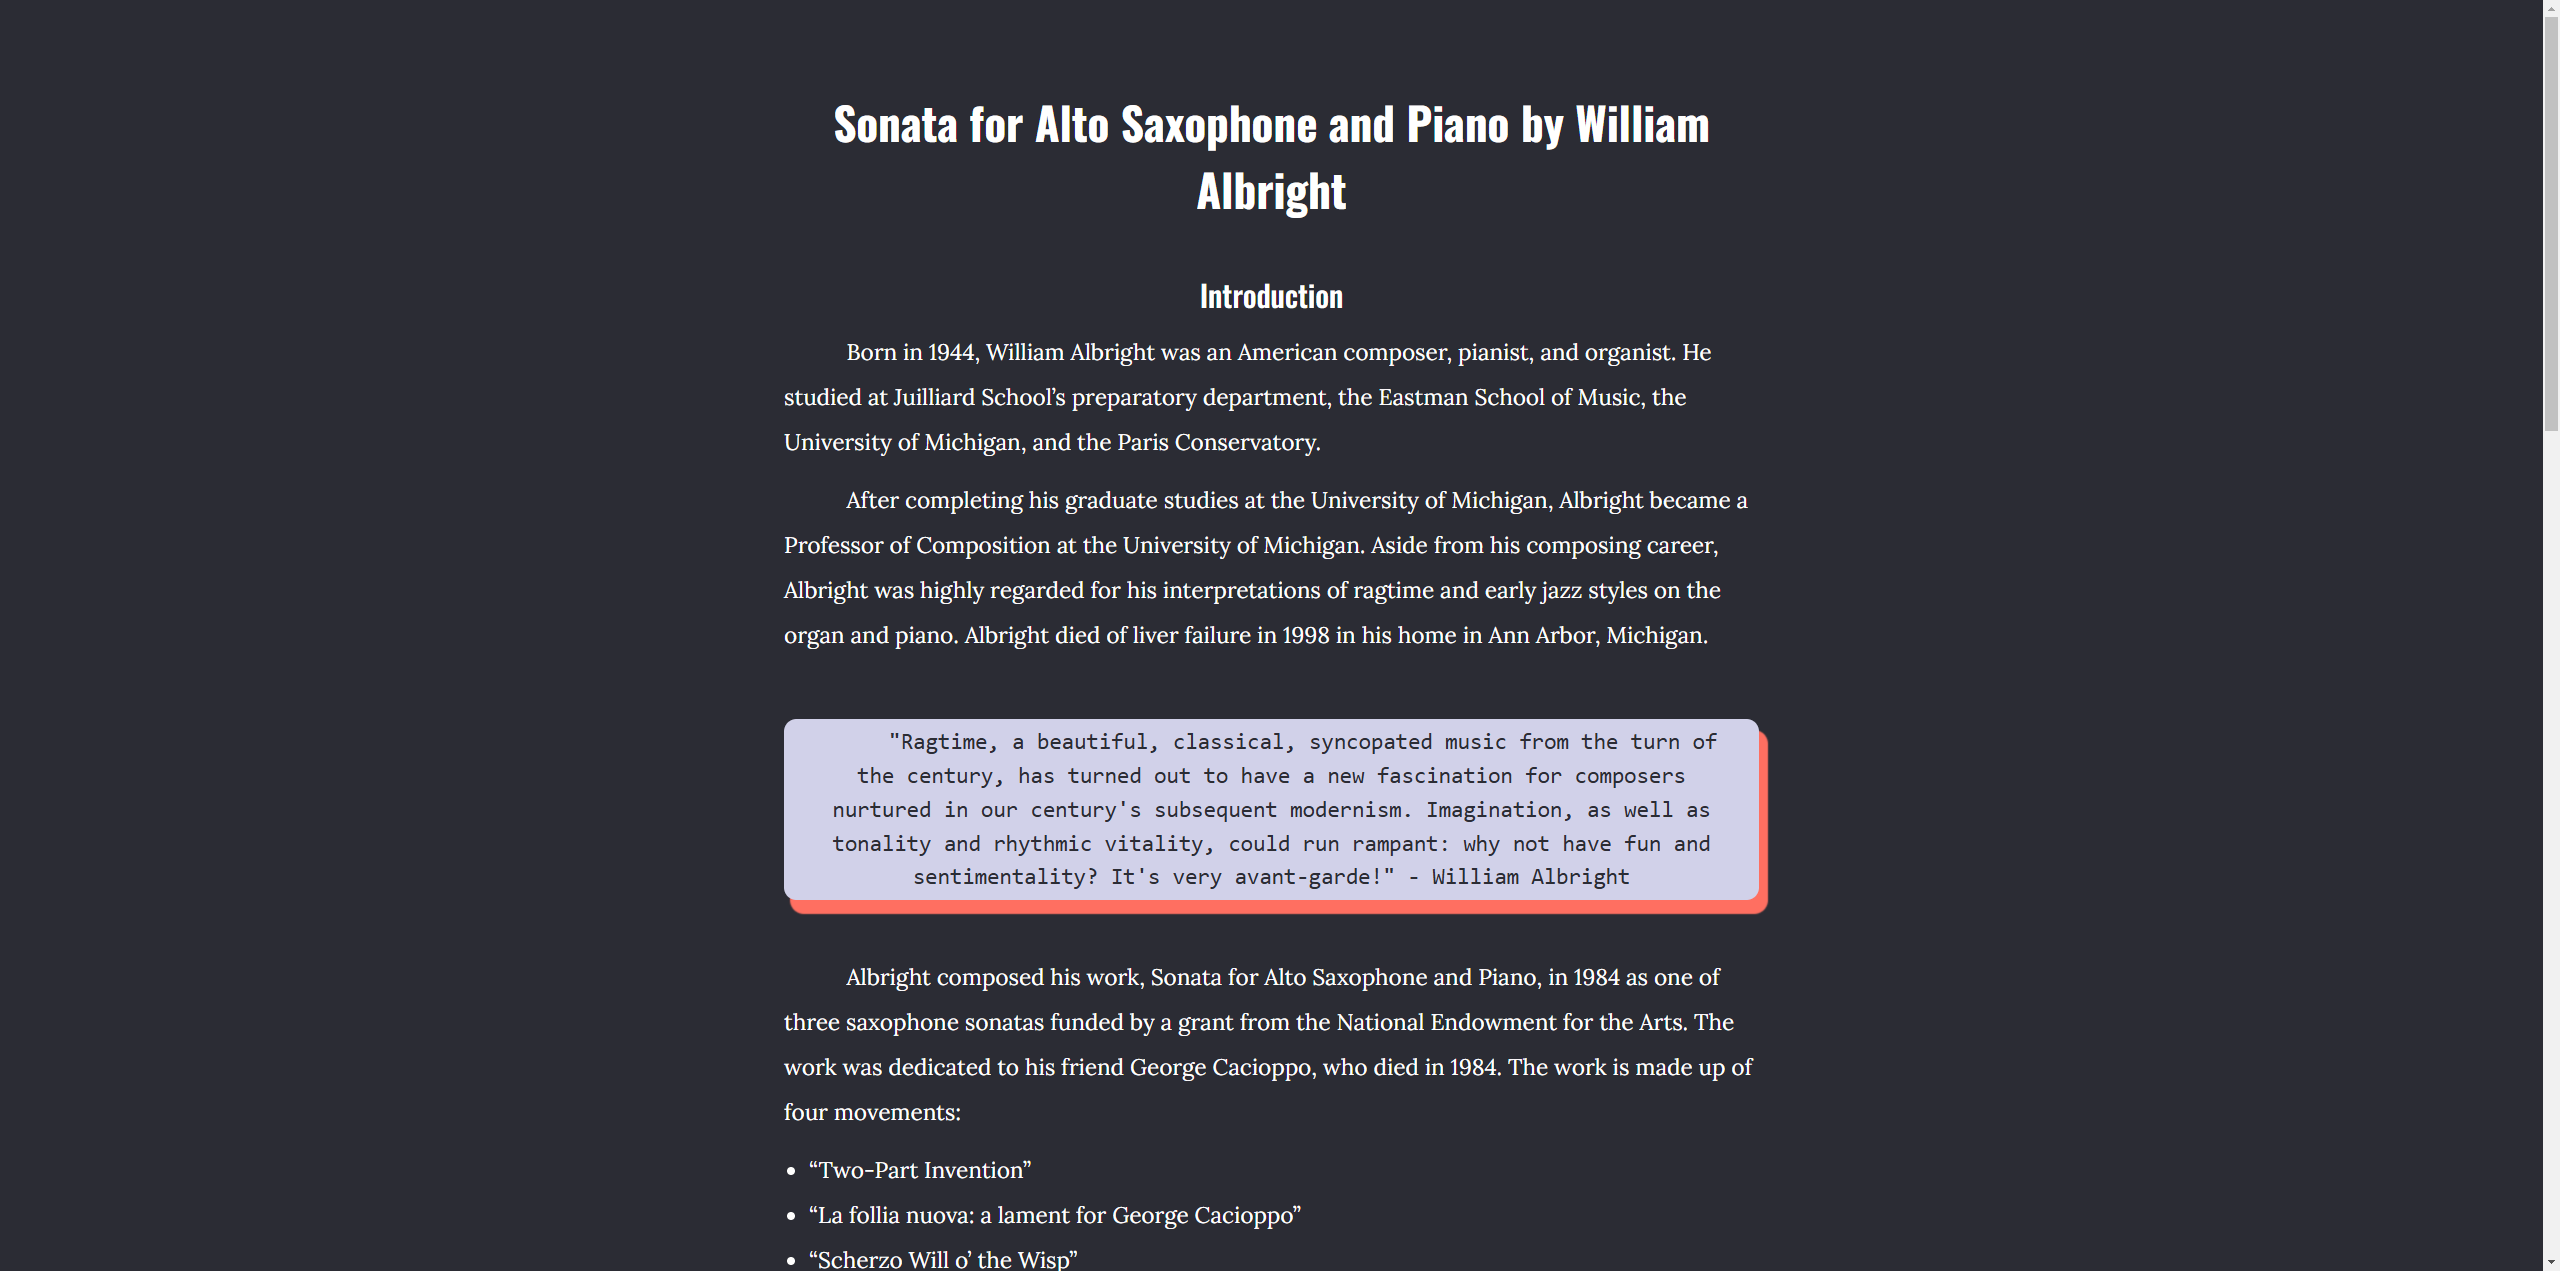 Sonata for Alto Saxophone and Piano by William
Albright
Introduction
Born in 1944, William Albright was an American composer, pianist, and organist. He
studied at Juilliard School’s preparatory department, the Eastman School of Music, the
University of Michigan, and the Paris Conservatory.
After completing his graduate studies at the University of Michigan, Albright became a
Professor of Composition at the University of Michigan. Aside from his composing career,
Albright was highly regarded for his interpretations of ragtime and early jazz styles on the
organ and piano. Albright died of liver failure in 1998 in his home in Ann Arbor, Michigan.
"Ragtime, a beautiful, classical, syncopated music from the turn of
the century, has turned out to have a new fascination for composers
nurtured in our century's subsequent modernism. Imagination, as well as
tonality and rhythmic vitality, could run rampant: why not have fun and
sentimentality? It's very avant-garde!" - William Albright
Albright composed his work, Sonata for Alto Saxophone and Piano, in 1984 as one of
three saxophone sonatas funded by a grant from the National Endowment for the Arts. The
work was dedicated to his friend George Cacioppo, who died in 1984. The work is made up of
four movements:
• “Two-Part Invention”
• “La follia nuova: a lament for George Cacioppo”
• “Scherzo Will o’ the Wisp”